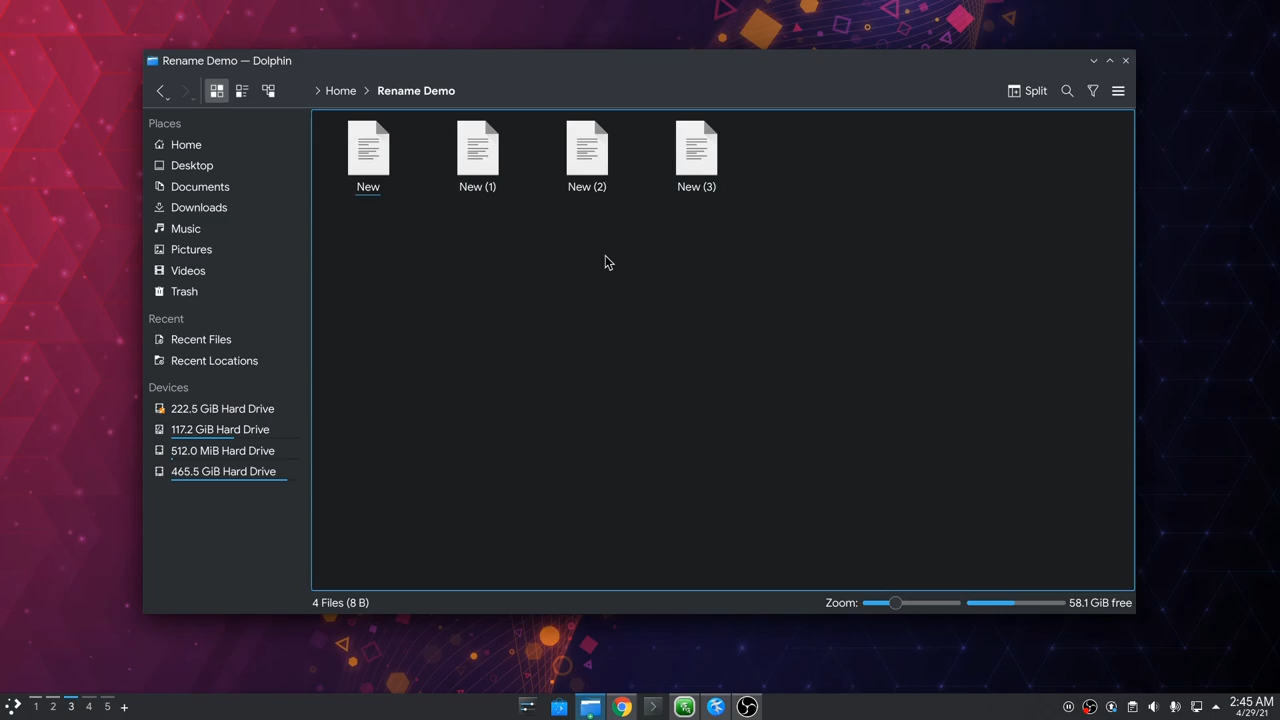 Rename Demo — Dolphin
Home
Rename Demo
Split
Places
Home
Desktop
Documents
Downloads
Music
Pictures
Videos
Trash
Recent
Recent Files
Recent Locations
Devices
222.5 GiB Hard Drive
117.2 GiB Hard Drive
512.0 MiB Hard Drive
465.5 GiB Hard Drive
New
New (1)
New (2)
New (3)
4 Files (8 B)
Zoom:
58.1 GiB free
1 2 3 4 5
2:45 AM
4/29/21